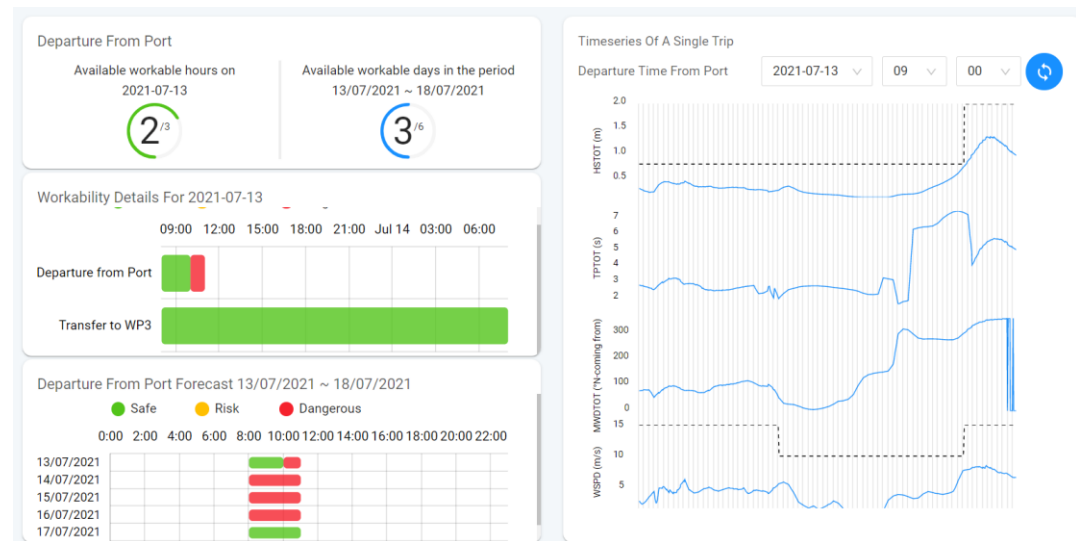 Departure From Port
Available workable hours on
2021-07-13
2/3
Available workable days in the period
13/07/2021 ~ 18/07/2021
3/6
Workability Details For 2021-07-13
09:00 12:00 15:00 18:00 21:00 Jul 14 03:00 06:00
Departure from Port
Transfer to WP3
Departure From Port Forecast 13/07/2021 ~ 18/07/2021
Safe Risk Dangerous
0:00 2:00 4:00 6:00 8:00 10:00 12:00 14:00 16:00 18:00 20:00 22:00
13/07/2021
14/07/2021
15/07/2021
16/07/2021
17/07/2021
Timeseries Of A Single Trip
Departure Time From Port 2021-07-13 09 00
HSTOT (m)
2.0
1.5
1.0
0.5
TPTOT (s)
7
6
5
4
3
2
MWDTOT (°N-coming from)
300
200
100
0
WSPD (m/s)
15
10
5